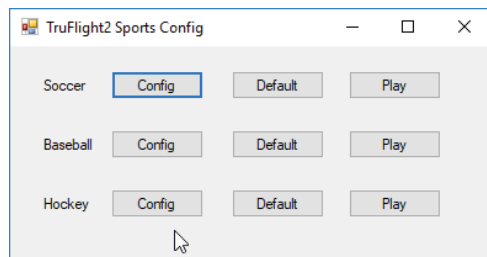 TruFlight2 Sports Config
Soccer Config Default Play
Baseball Config Default Play
Hockey Config Default Play